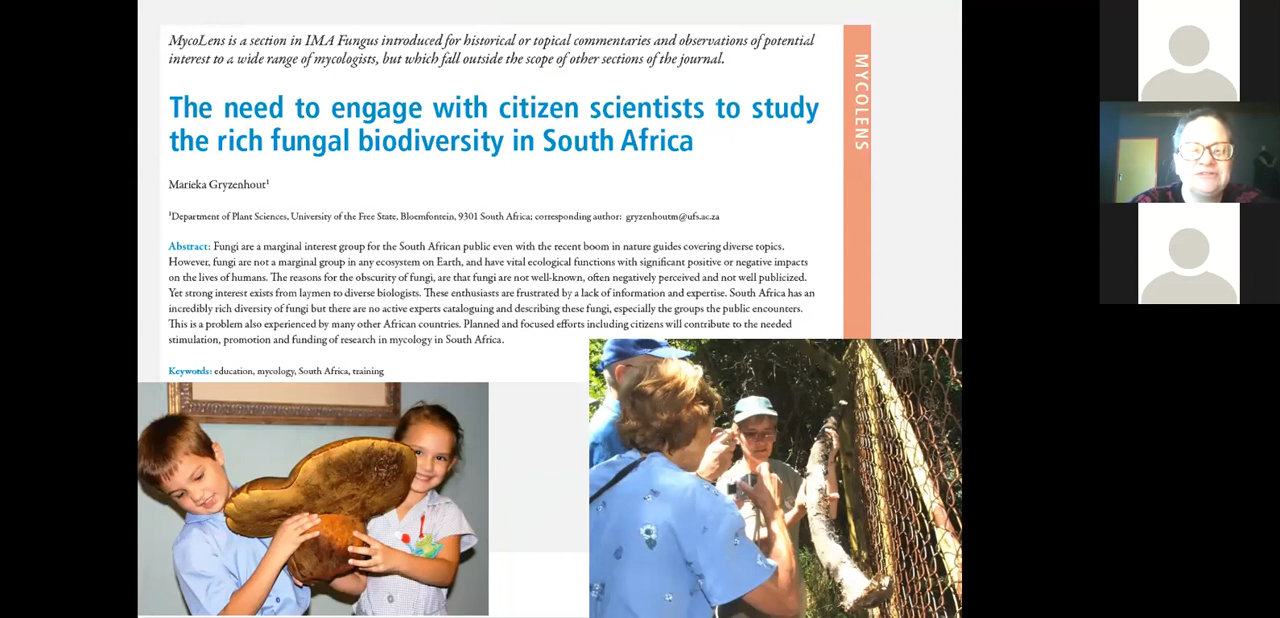 MycoLens is a section in IMA Fungus introduced for historical or topical commentaries and observations of potential
interest to a wide range of mycologists, but which fall outside the scope of other sections of the journal.
MYCOLENS
The need to engage with citizen scientists to study
the rich fungal biodiversity in South Africa
Marieka Gryzenhout¹
¹Department of Plant Sciences, University of the Free State, Bloemfontein, 9301 South Africa; corresponding author: gryzenhoutm@ufs.ac.za
Abstract: Fungi are a marginal interest group for the South African public even with the recent boom in nature guides covering diverse topics.
However, fungi are not a marginal group in any ecosystem on Earth, and have vital ecological functions with significant positive or negative impacts
on the lives of humans. The reasons for the obscurity of fungi, are that fungi are not well-known, often negatively perceived and not well publicized.
Yet strong interest exists from laymen to diverse biologists. These enthusiasts are frustrated by a lack of information and expertise. South Africa has an
incredibly rich diversity of fungi but there are no active experts cataloguing and describing these fungi, especially the groups the public encounters.
This is a problem also experienced by many other African countries. Planned and focused efforts including citizens will contribute to the needed
stimulation, promotion and funding of research in mycology in South Africa.
Keywords: education, mycology, South Africa, training